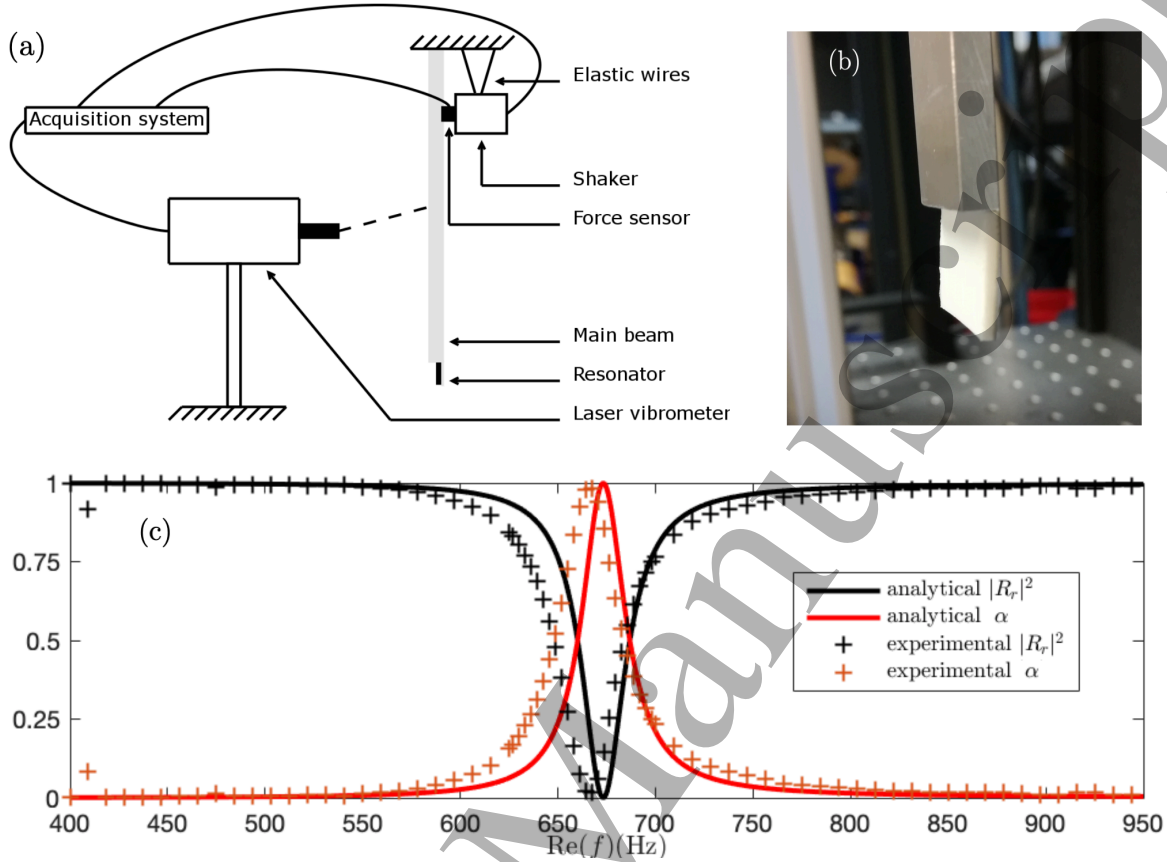 (a)
Elastic wires
Acquisition system
Shaker
Force sensor
Main beam
Resonator
Laser vibrometer
(b)
(c)
1
0.75
0.5
0.25
0
analytical |R_r|^2
analytical α
experimental |R_r|^2
experimental α
400 450 500 550 600 650 700 750 800 850 900 950
Re(f)(Hz)
Manuscrip